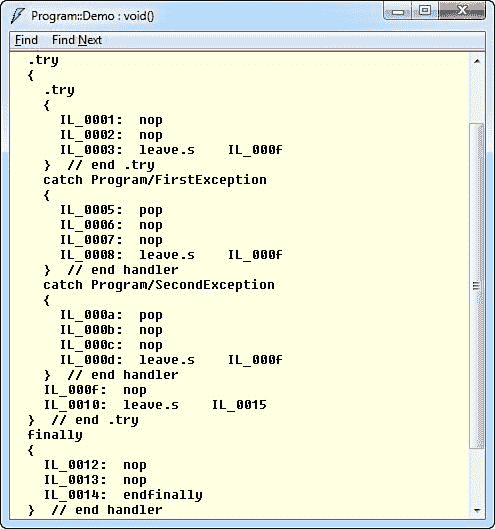 Program::Demo : void()
Find Find Next
.try
{
.try
{
IL_0001: nop
IL_0002: nop
IL_0003: leave.s IL_000f
} // end .try
catch Program/FirstException
{
IL_0005: pop
IL_0006: nop
IL_0007: nop
IL_0008: leave.s IL_000f
} // end handler
catch Program/SecondException
{
IL_000a: pop
IL_000b: nop
IL_000c: nop
IL_000d: leave.s IL_000f
} // end handler
IL_000f: nop
IL_0010: leave.s IL_0015
} // end .try
finally
{
IL_0012: nop
IL_0013: nop
IL_0014: endfinally
} // end handler